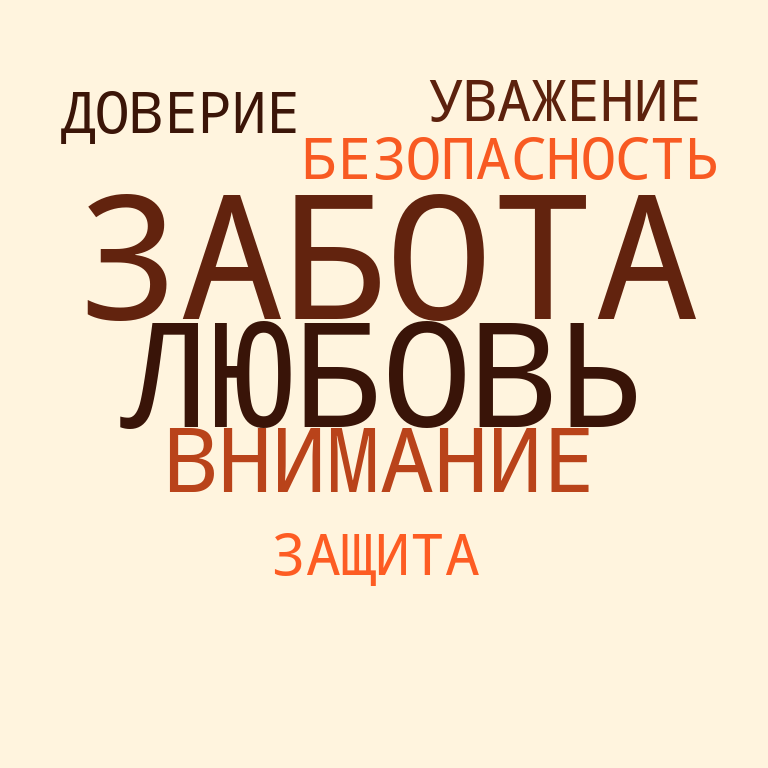 ДОВЕРИЕ
УВАЖЕНИЕ
БЕЗОПАСНОСТЬ
ЗАБОТА
ЛЮБОВЬ
ВНИМАНИЕ
ЗАЩИТА